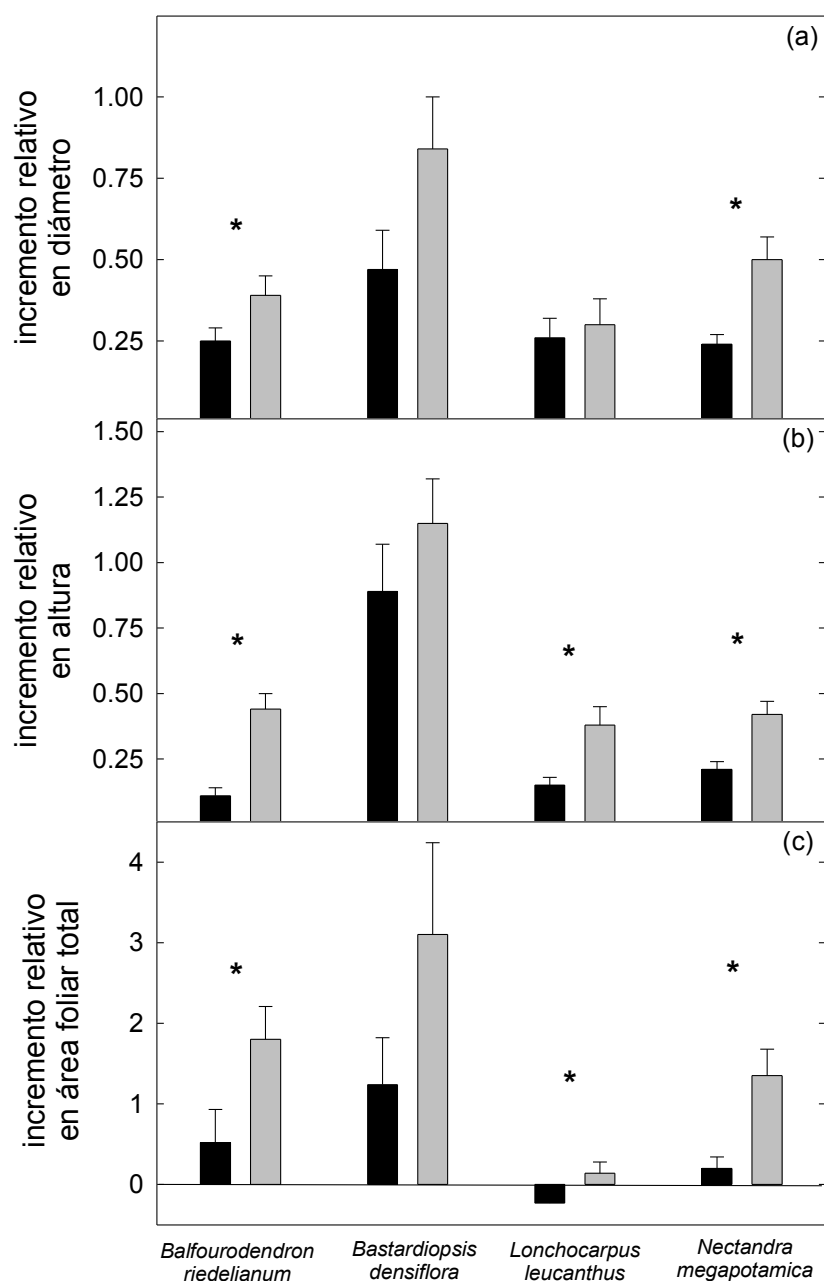 (a)
incremento relativo
en diámetro
1.00
0.75
0.50
0.25
*
*
(b)
incremento relativo
en altura
1.50
1.25
1.00
0.75
0.50
0.25
*
*
*
(c)
incremento relativo
en área foliar total
4
3
2
1
0
*
*
*
Balfourodendron
riedelianum
Bastardiopsis
densiflora
Lonchocarpus
leucanthus
Nectandra
megapotamica